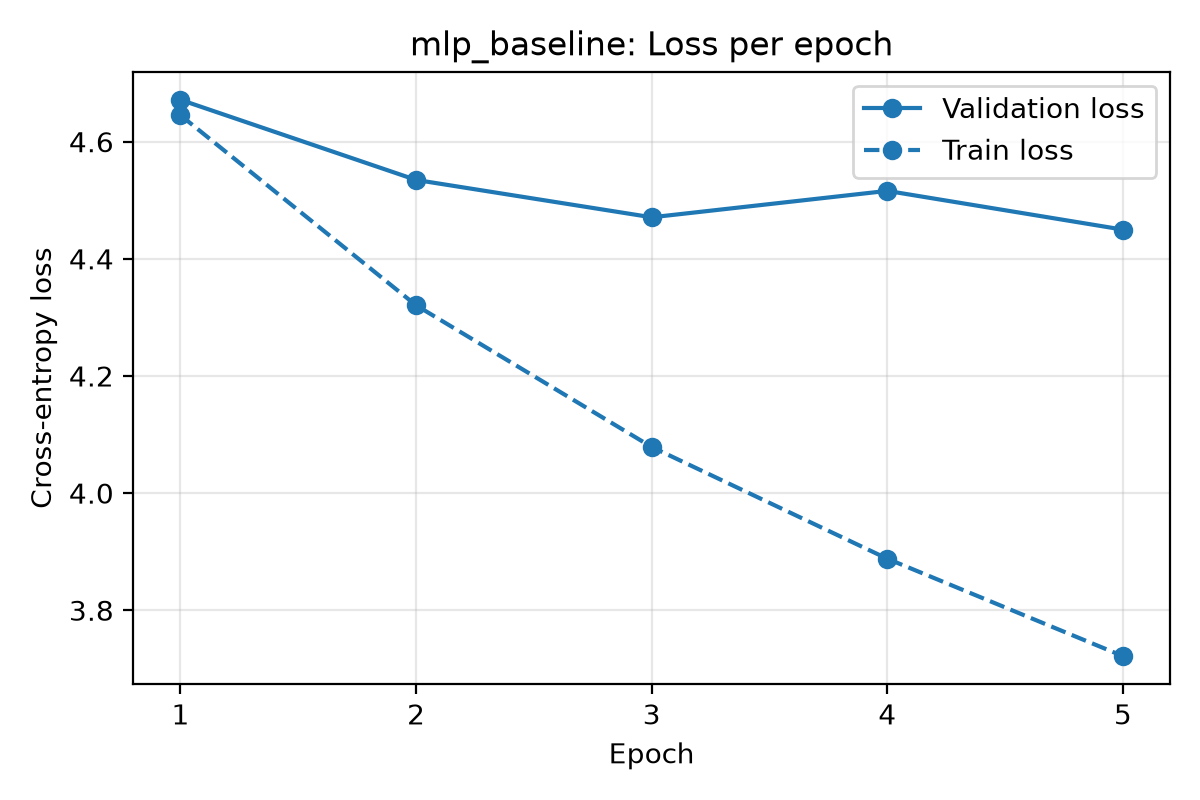 mlp_baseline: Loss per epoch
Validation loss
Train loss
Cross-entropy loss
4.6
4.4
4.2
4.0
3.8
1 2 3 4 5
Epoch